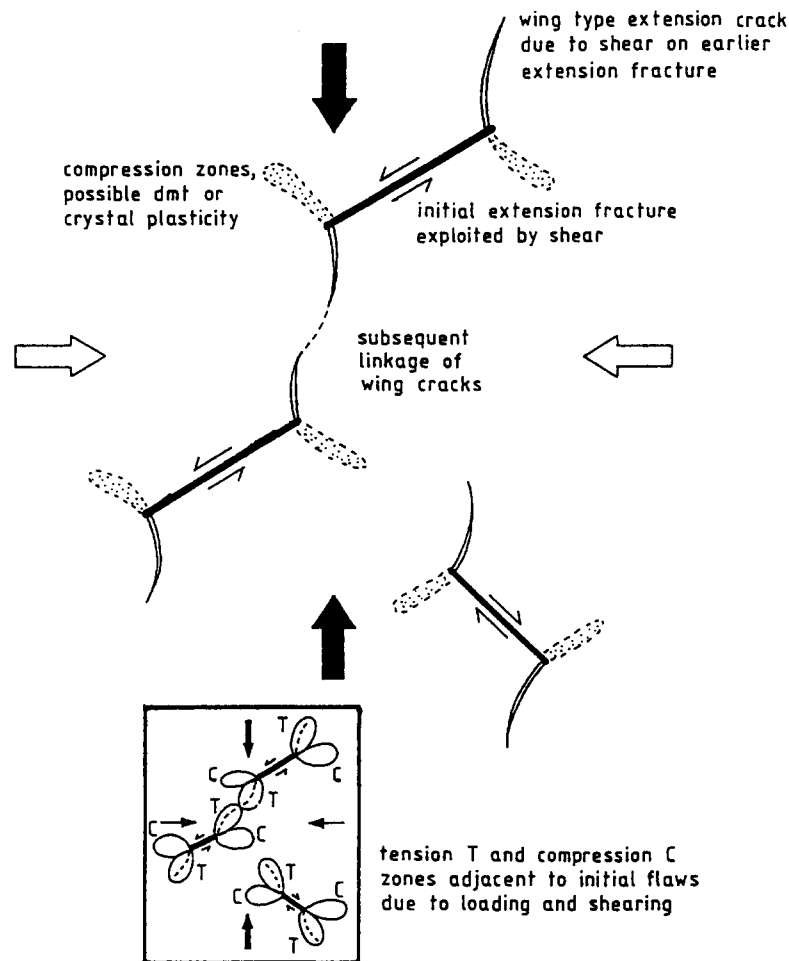 wing type extension crack
due to shear on earlier
extension fracture
compression zones,
possible dmt or
crystal plasticity
initial extension fracture
exploited by shear
subsequent
linkage of
wing cracks
T
C
C
T
T
C
C
T
C
C
T
T
tension T and compression C
zones adjacent to initial flaws
due to loading and shearing